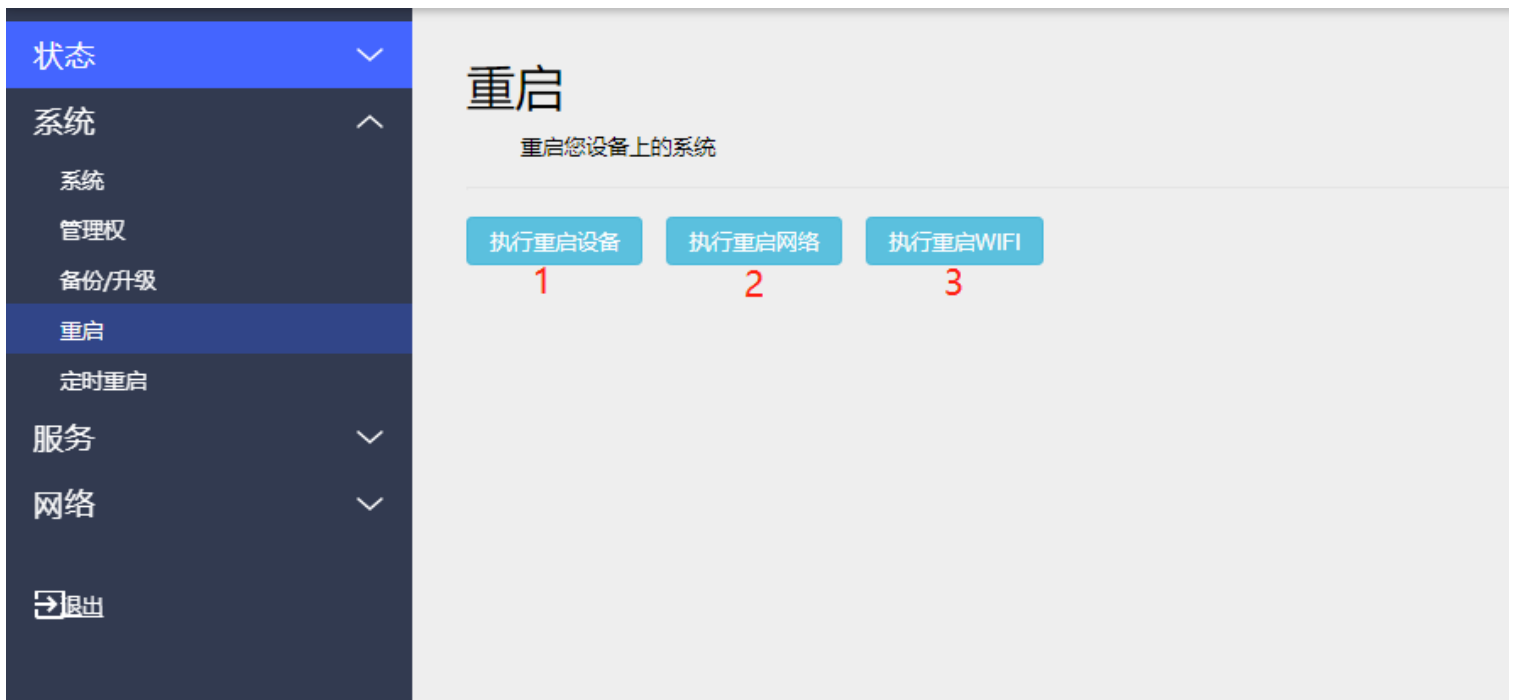 状态
系统
系统
管理权
备份/升级
重启
定时重启
服务
网络
退出
重启
重启您设备上的系统
执行重启设备 执行重启网络 执行重启WIFI
1 2 3